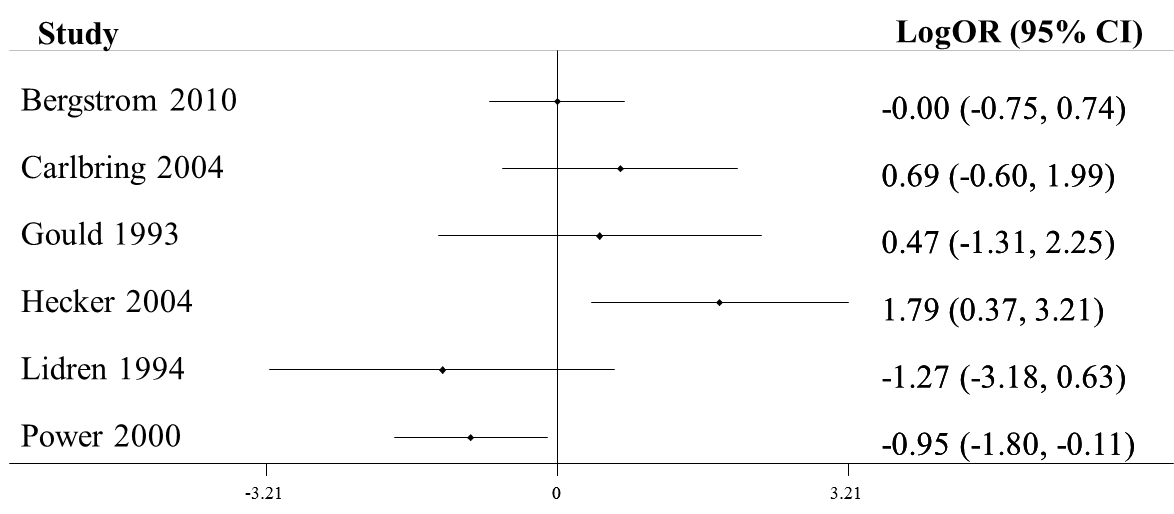 Study LogOR (95% CI)
Bergstrom 2010 -0.00 (-0.75, 0.74)
Carlbring 2004 0.69 (-0.60, 1.99)
Gould 1993 0.47 (-1.31, 2.25)
Hecker 2004 1.79 (0.37, 3.21)
Lidren 1994 -1.27 (-3.18, 0.63)
Power 2000 -0.95 (-1.80, -0.11)
-3.21 0 3.21